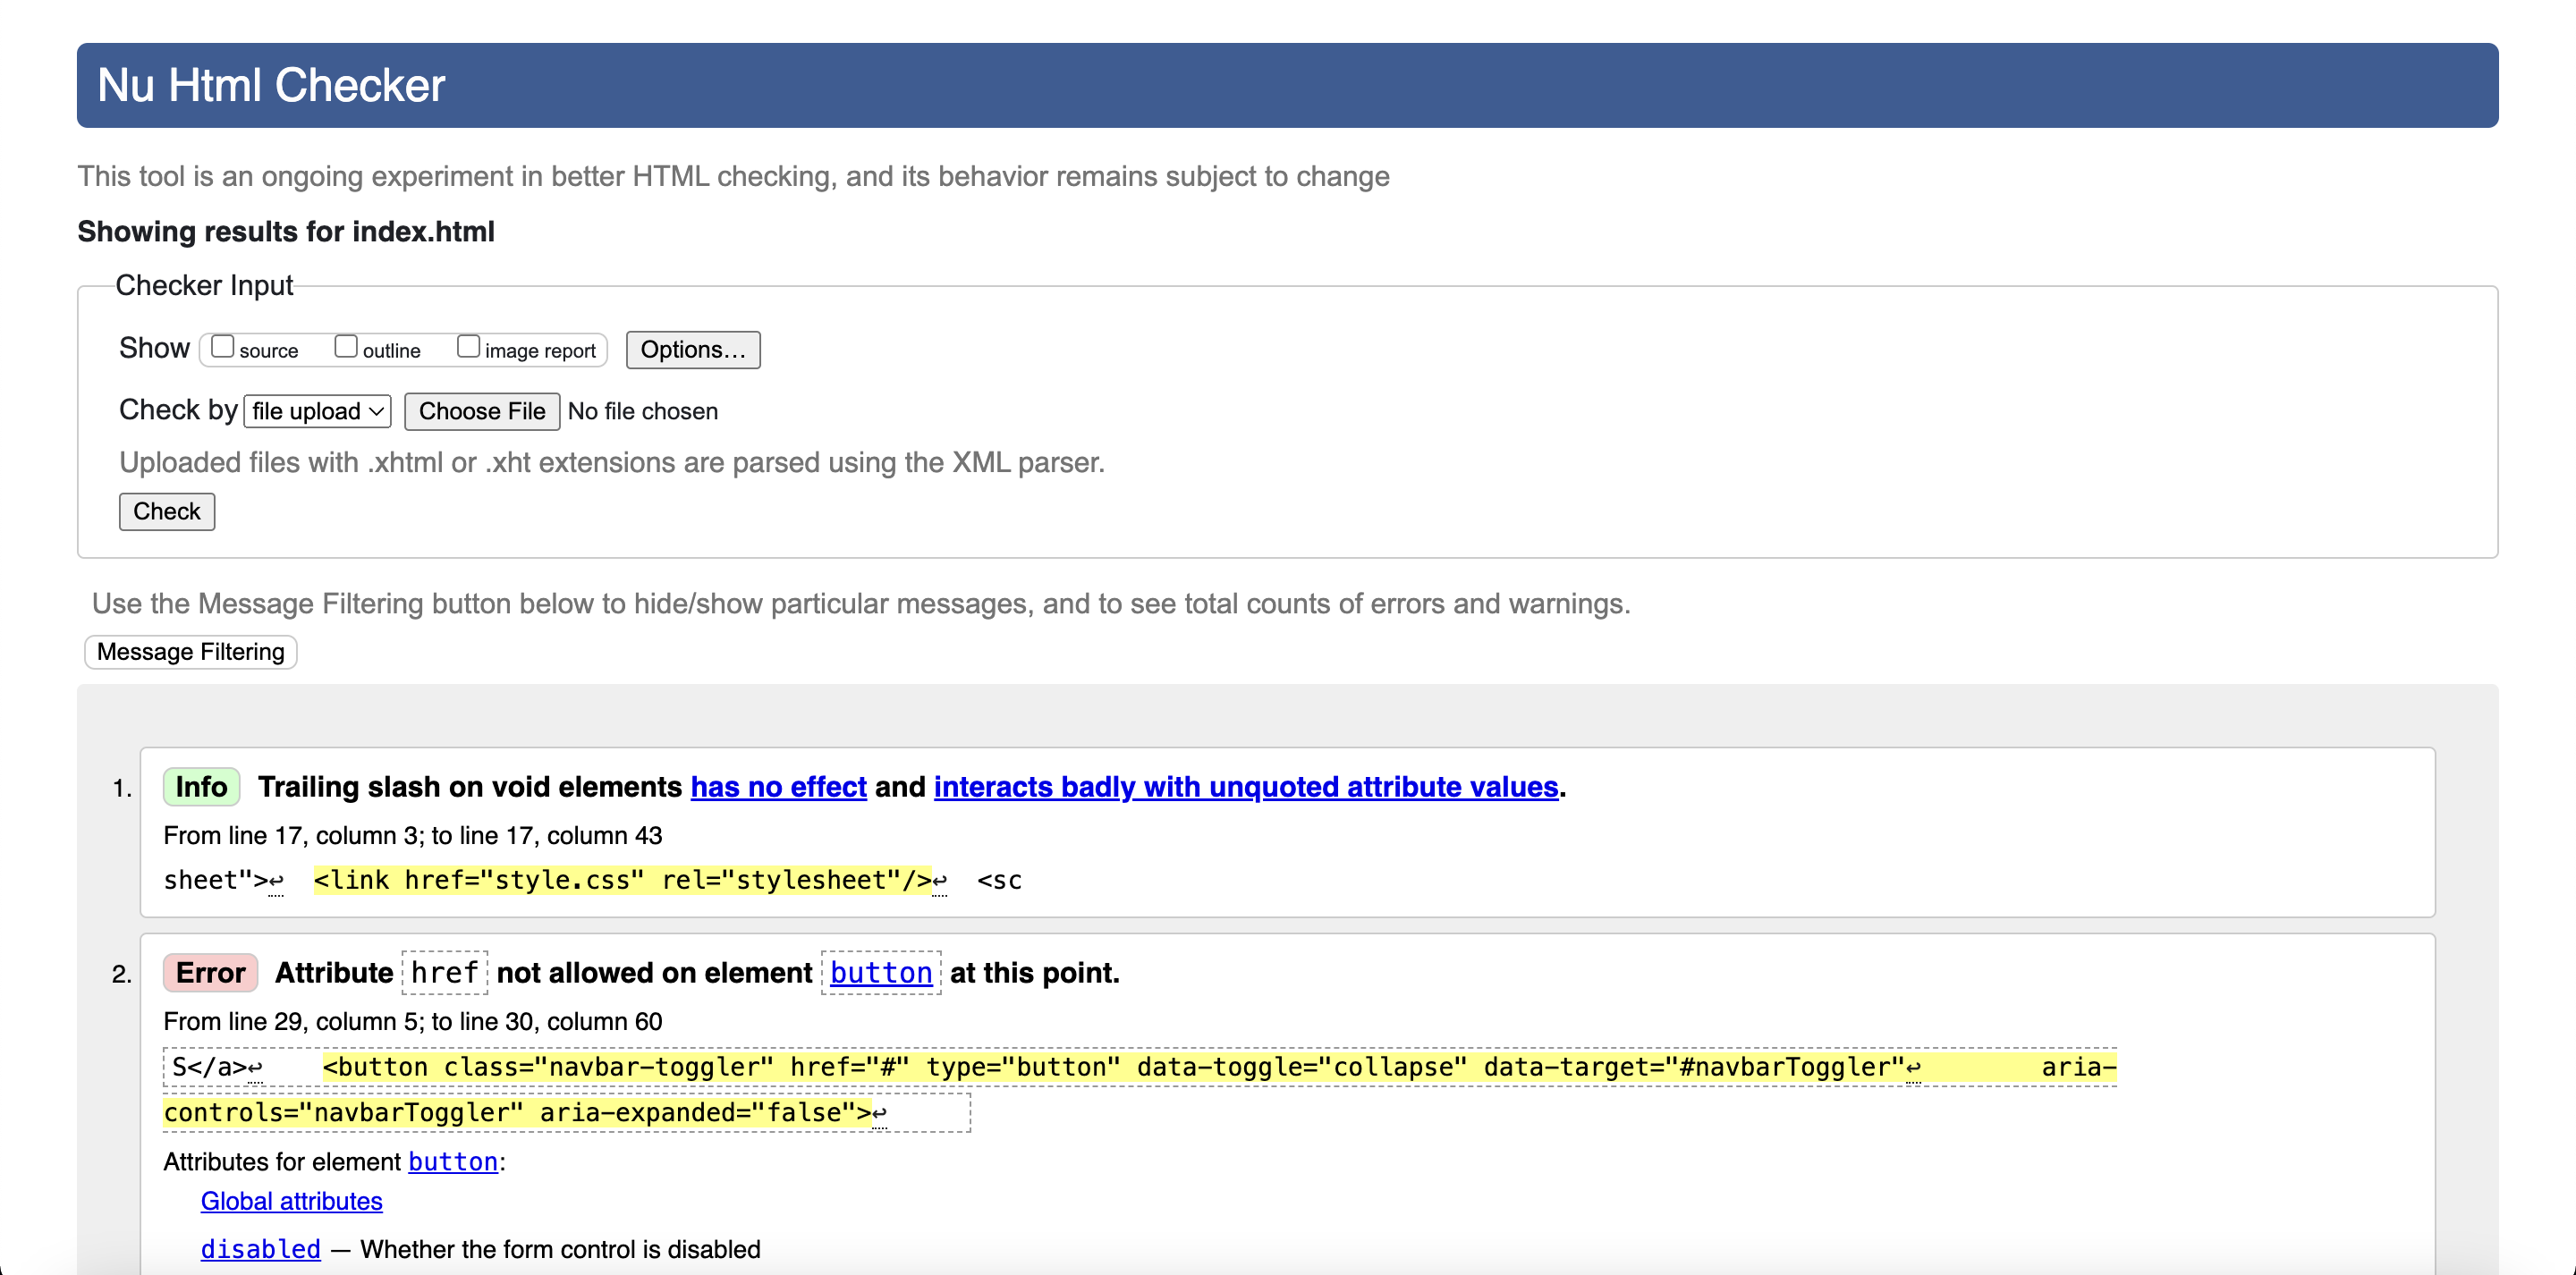 Nu Html Checker
This tool is an ongoing experiment in better HTML checking, and its behavior remains subject to change
Showing results for index.html
Checker Input
Show source outline image report Options...
Check by file upload Choose File No file chosen
Uploaded files with .xhtml or .xht extensions are parsed using the XML parser.
Check
Use the Message Filtering button below to hide/show particular messages, and to see total counts of errors and warnings.
Message Filtering
1. Info Trailing slash on void elements has no effect and interacts badly with unquoted attribute values.
From line 17, column 3; to line 17, column 43
sheet">↩ <link href="style.css" rel="stylesheet"/>↩ <sc
2. Error Attribute href not allowed on element button at this point.
From line 29, column 5; to line 30, column 60
S</a>↩ <button class="navbar-toggler" href="#" type="button" data-toggle="collapse" data-target="#navbarToggler"↩ aria-
controls="navbarToggler" aria-expanded="false">↩
Attributes for element button:
Global attributes
disabled — Whether the form control is disabled